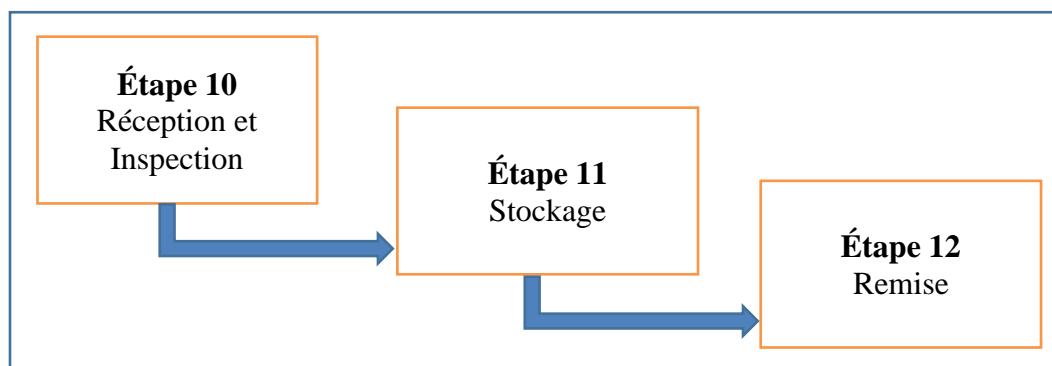 Étape 10
Réception et
Inspection
Étape 11
Stockage
Étape 12
Remise